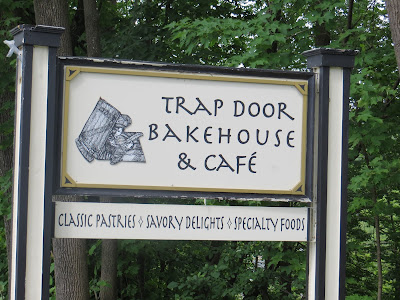 TRAP DOOR
BAKEHOUSE
& CAFÉ
CLASSIC PASTRIES ◊ SAVORY DELIGHTS ◊ SPECIALTY FOODS